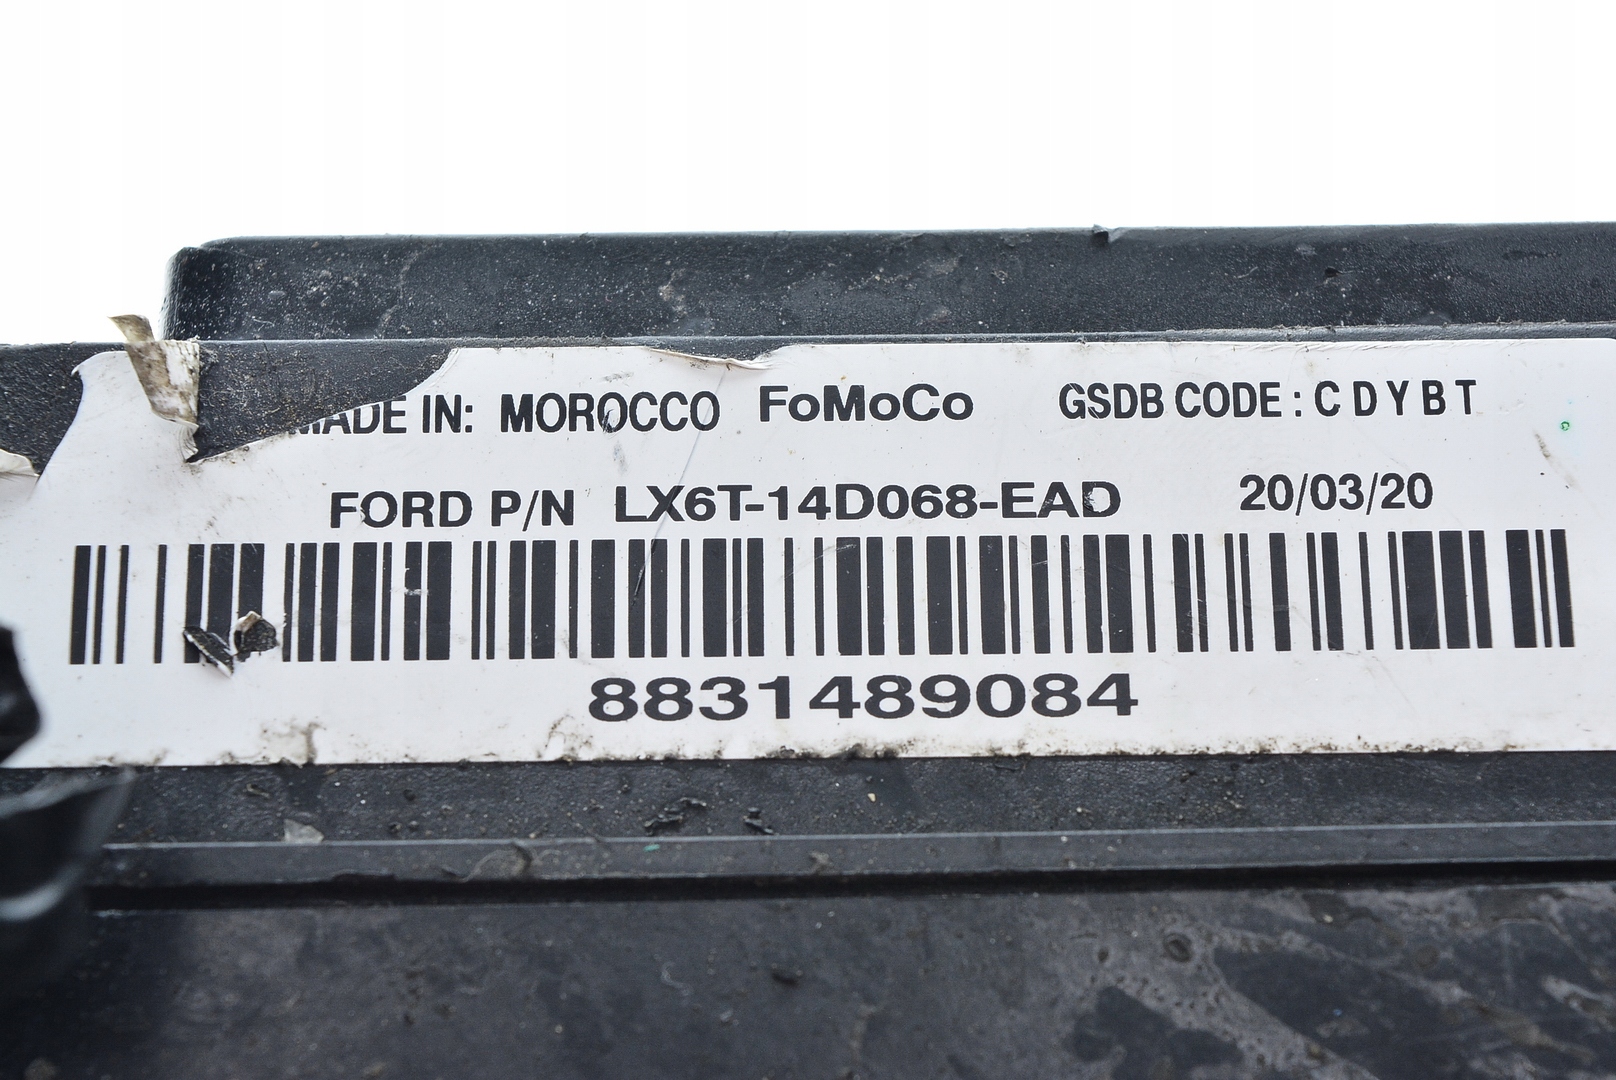 MADE IN: MOROCCO FoMoCo GSDB CODE : C D Y B T
FORD P/N LX6T-14D068-EAD 20/03/20
8831489084